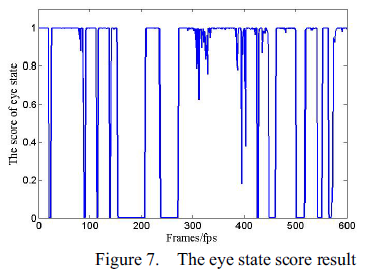 1
0.8
0.6
0.4
0.2
0
The score of eye state
0 100 200 300 400 500 600
Frames/fps
Figure 7. The eye state score result